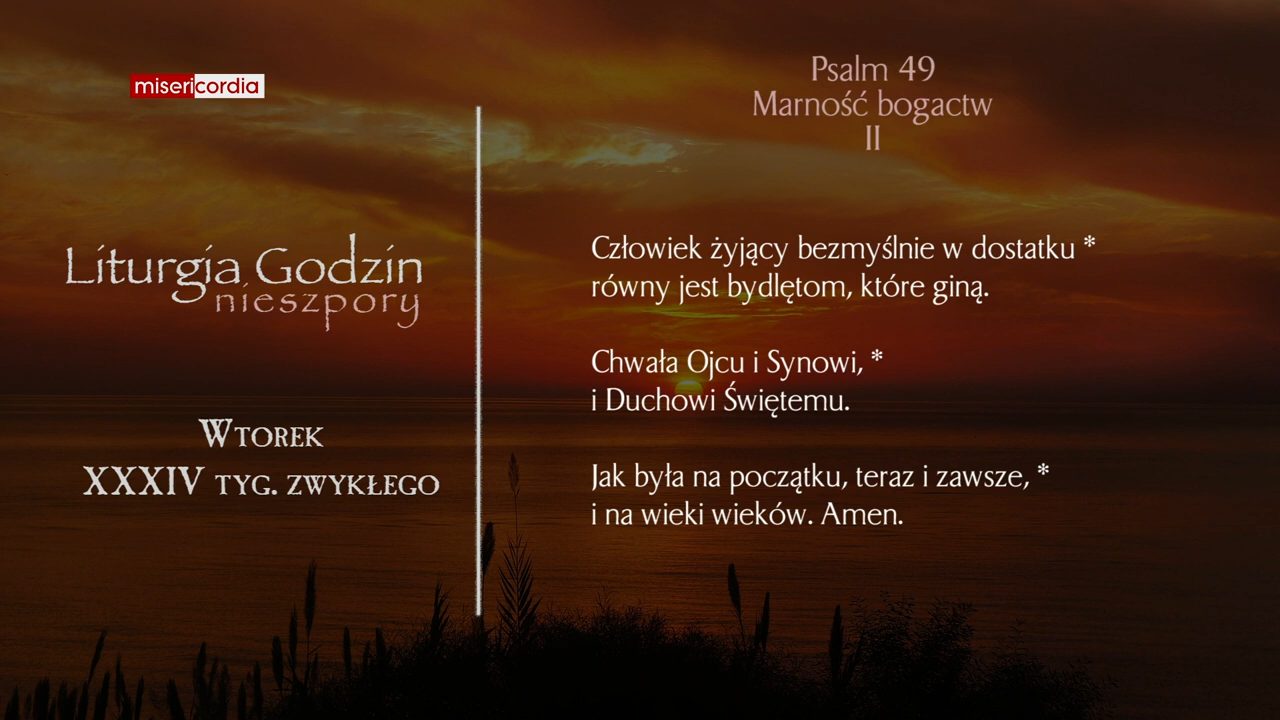 misericordia
Liturgia Godzin
nieszpory
Wtorek
XXXIV tyg. zwykłego
Psalm 49
Marność bogactw
II
Człowiek żyjący bezmyślnie w dostatku *
równy jest bydlętom, które giną.
Chwała Ojcu i Synowi, *
i Duchowi Świętemu.
Jak była na początku, teraz i zawsze, *
i na wieki wieków. Amen.